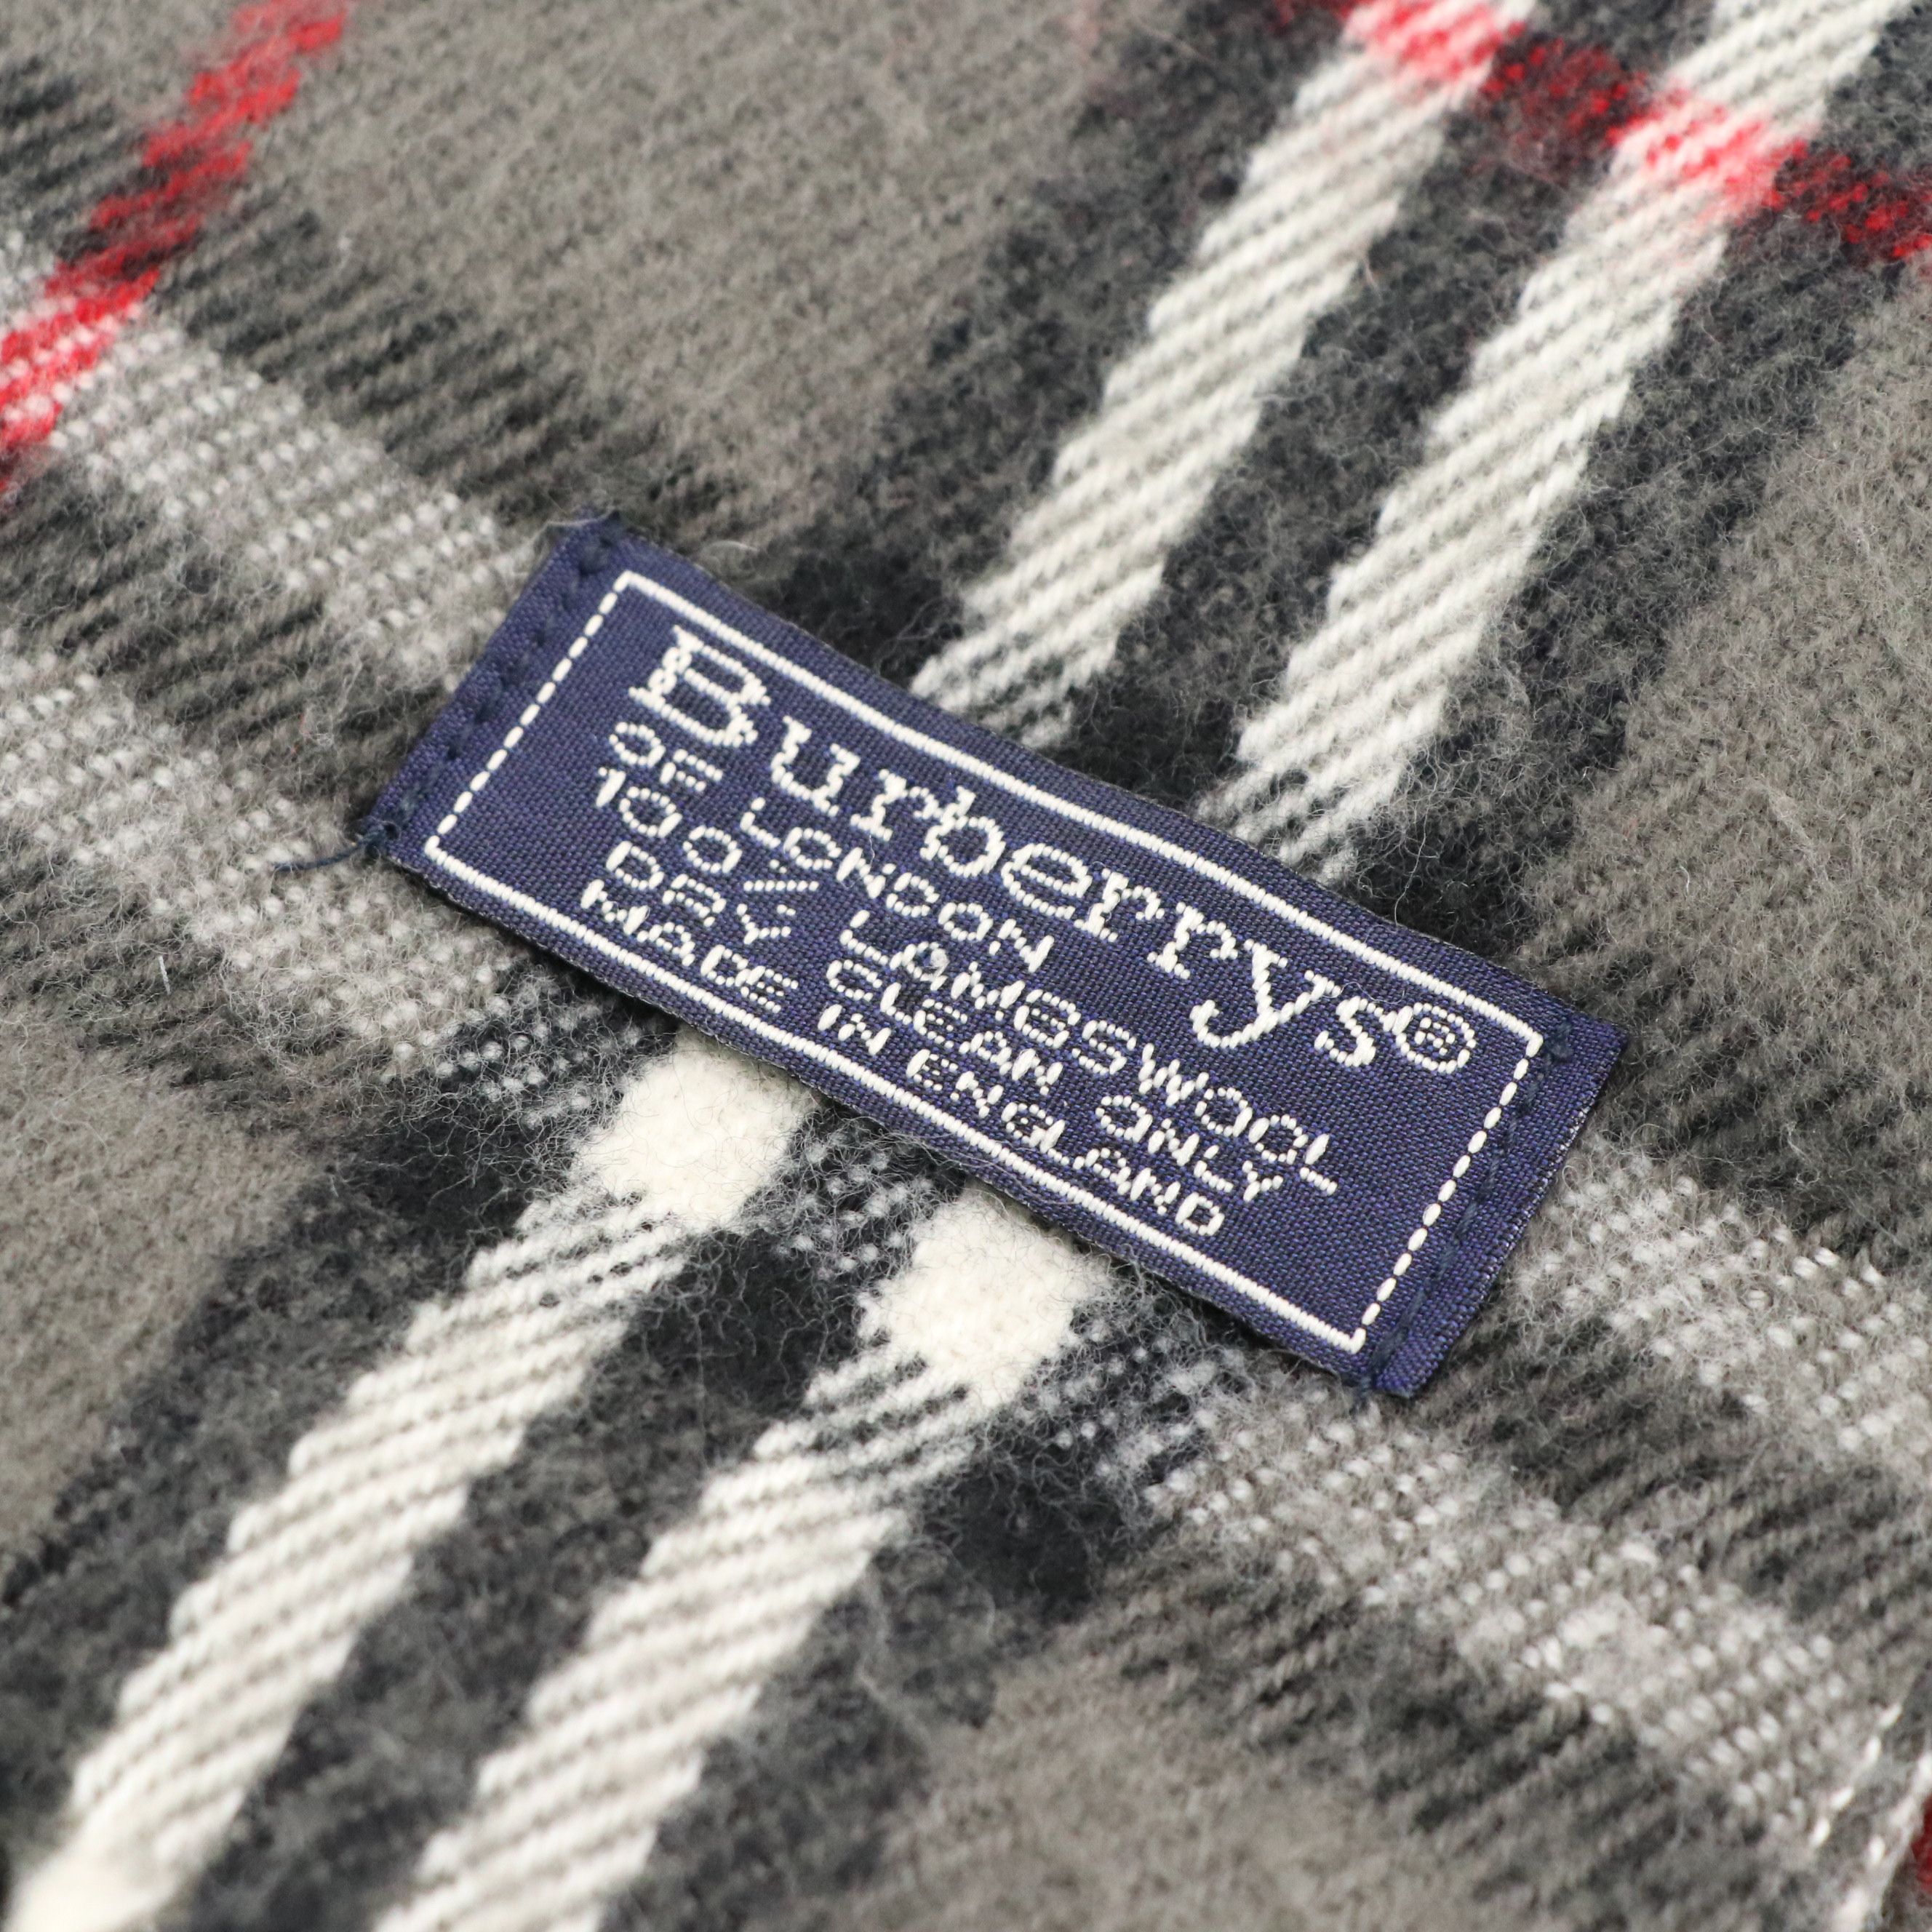 Burberrys®
OF LONDON
100% LAMBSWOOL
DRY CLEAN ONLY
MADE IN ENGLAND